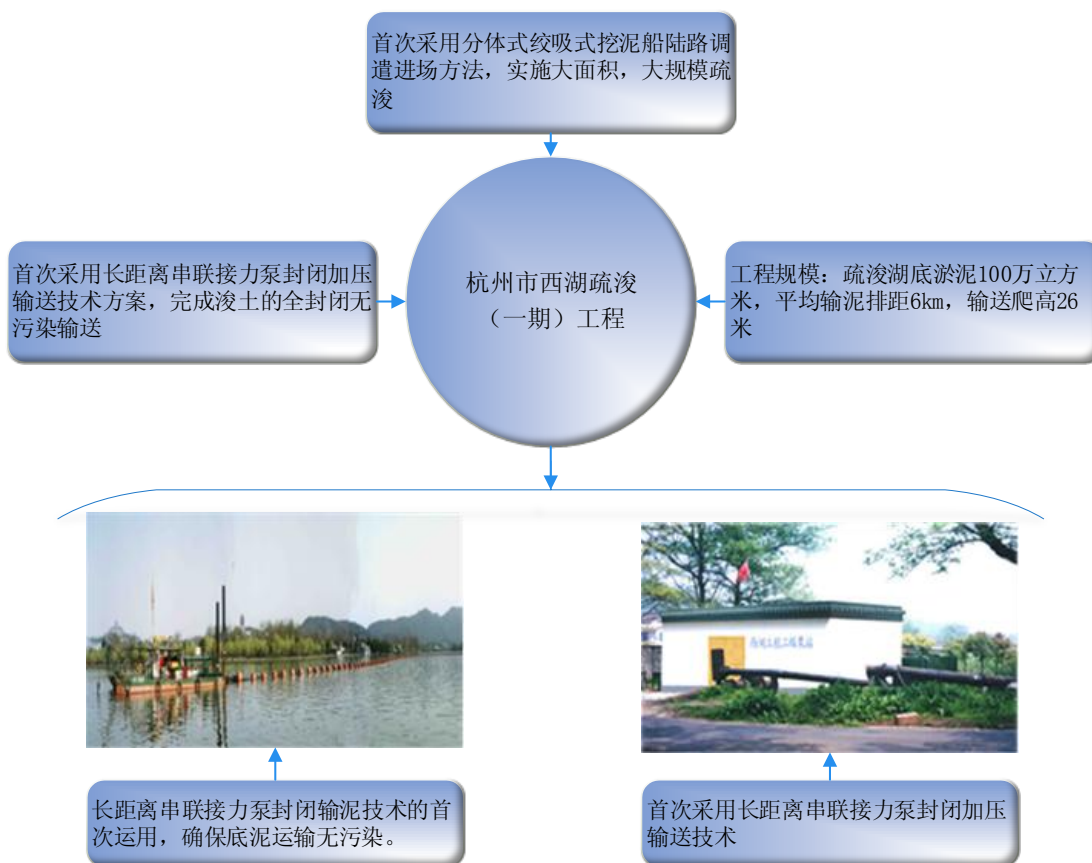 首次采用分体式绞吸式挖泥船陆路调
遣进场方法，实施大面积，大规模疏
浚
首次采用长距离串联接力泵封闭加压
输送技术方案，完成浚土的全封闭无
污染输送
杭州市西湖疏浚
（一期）工程
工程规模：疏浚湖底淤泥100万立方
米，平均输泥排距6km，输送爬高26
米
长距离串联接力泵封闭输泥技术的首
次运用，确保底泥运输无污染。
首次采用长距离串联接力泵封闭加压
输送技术